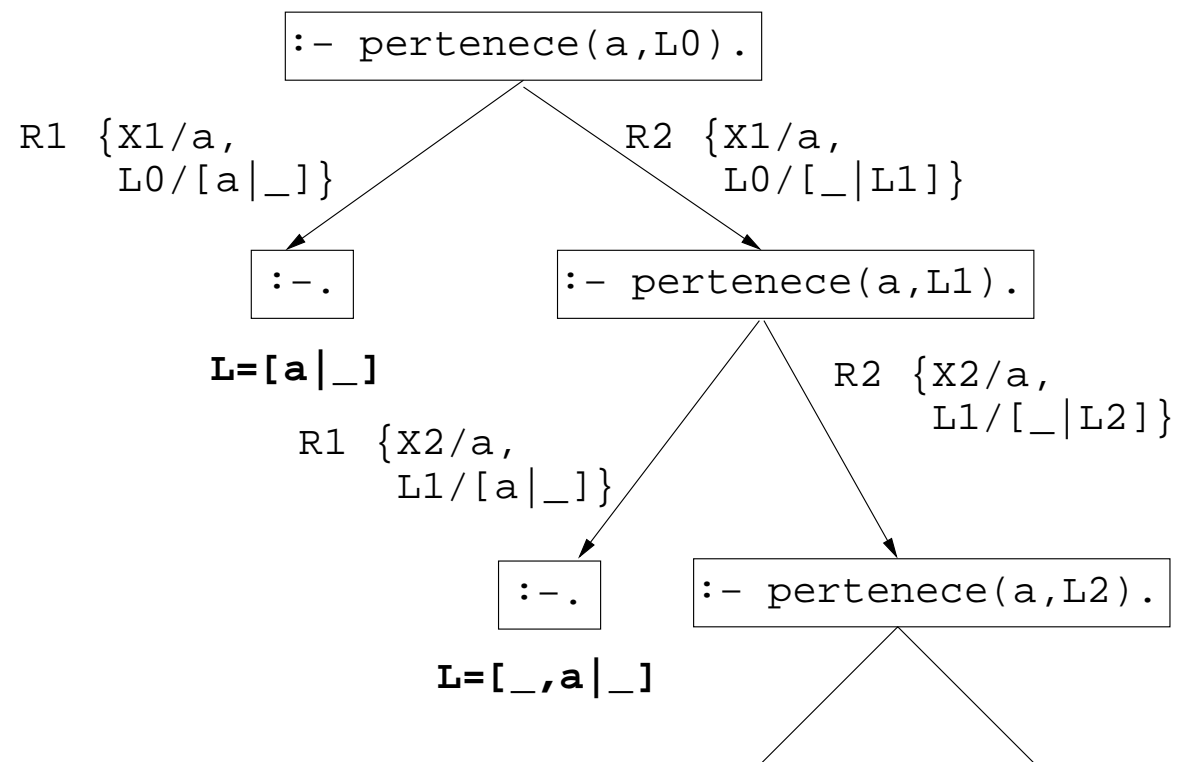 :- pertenece(a,L0).
R1 {X1/a,
L0/[a|_]}
R2 {X1/a,
L0/[_|L1]}
:-.
:- pertenece(a,L1).
L=[a|_]
R2 {X2/a,
L1/[_|L2]}
R1 {X2/a,
L1/[a|_]}
:-.
:- pertenece(a,L2).
L=[_,a|_]